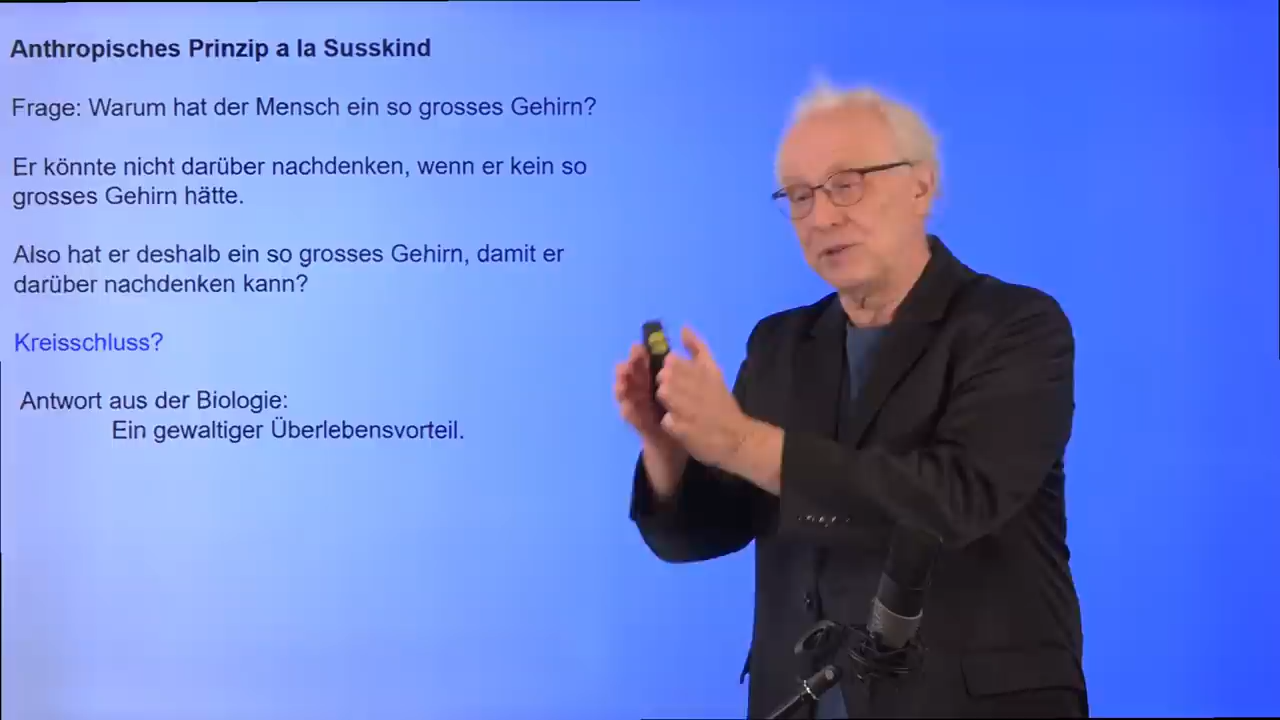 Anthropisches Prinzip a la Susskind
Frage: Warum hat der Mensch ein so grosses Gehirn?
Er könnte nicht darüber nachdenken, wenn er kein so
grosses Gehirn hätte.
Also hat er deshalb ein so grosses Gehirn, damit er
darüber nachdenken kann?
Kreisschluss?
Antwort aus der Biologie:
Ein gewaltiger Überlebensvorteil.